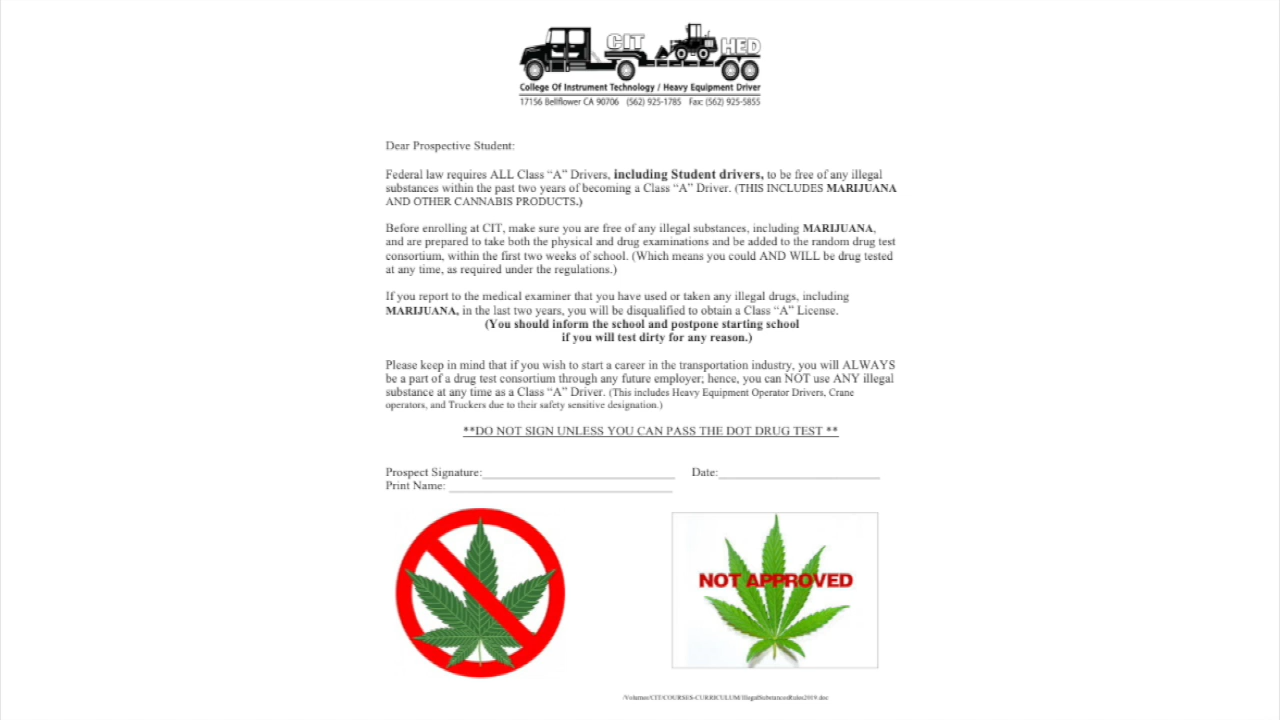 CIT HED
College Of Instrument Technology / Heavy Equipment Driver
17156 Bellflower CA 90706 (562) 925-1785 Fax: (562) 925-5855
Dear Prospective Student:
Federal law requires ALL Class “A” Drivers, including Student drivers, to be free of any illegal
substances within the past two years of becoming a Class “A” Driver. (THIS INCLUDES MARIJUANA
AND OTHER CANNABIS PRODUCTS.)
Before enrolling at CIT, make sure you are free of any illegal substances, including MARIJUANA,
and are prepared to take both the physical and drug examinations and be added to the random drug test
consortium, within the first two weeks of school. (Which means you could AND WILL be drug tested
at any time, as required under the regulations.)
If you report to the medical examiner that you have used or taken any illegal drugs, including
MARIJUANA, in the last two years, you will be disqualified to obtain a Class “A” License.
(You should inform the school and postpone starting school
if you will test dirty for any reason.)
Please keep in mind that if you wish to start a career in the transportation industry, you will ALWAYS
be a part of a drug test consortium through any future employer; hence, you can NOT use ANY illegal
substance at any time as a Class “A” Driver. (This includes Heavy Equipment Operator Drivers, Crane
operators, and Truckers due to their safety sensitive designation.)
**DO NOT SIGN UNLESS YOU CAN PASS THE DOT DRUG TEST **
Prospect Signature:________________________________ Date:___________________________
Print Name: _____________________________________
NOT APPROVED
/Volumes/CIT/COURSES-CURRICULUM/IllegalSubstancesRules2019.doc